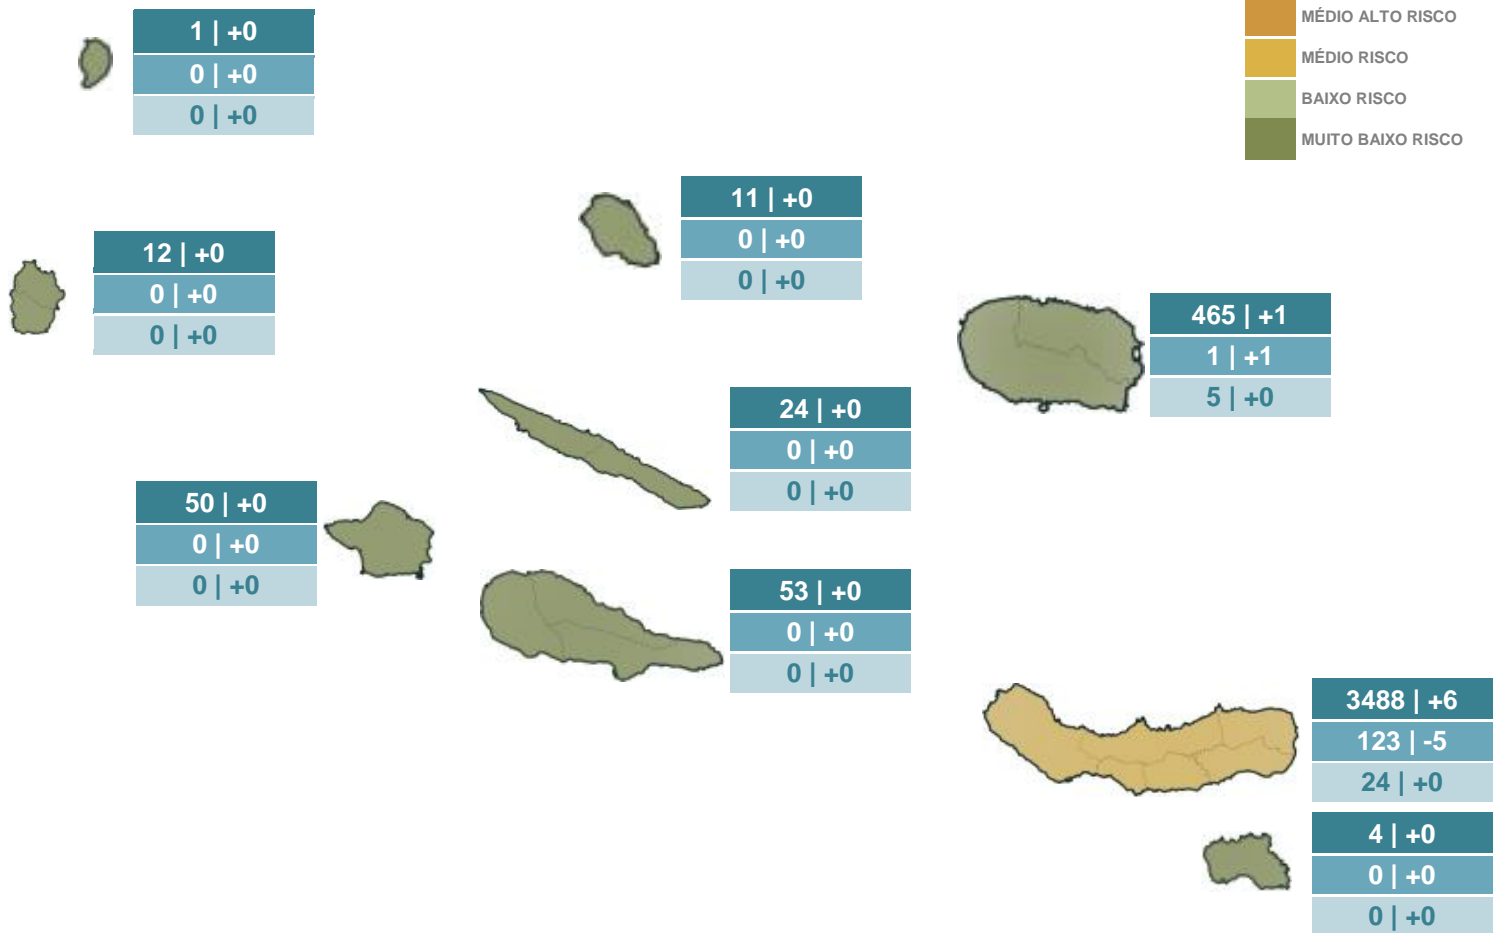 1 | +0
0 | +0
0 | +0
MÉDIO ALTO RISCO
MÉDIO RISCO
BAIXO RISCO
MUITO BAIXO RISCO
11 | +0
0 | +0
0 | +0
12 | +0
0 | +0
0 | +0
465 | +1
1 | +1
5 | +0
24 | +0
0 | +0
0 | +0
50 | +0
0 | +0
0 | +0
53 | +0
0 | +0
0 | +0
3488 | +6
123 | -5
24 | +0
4 | +0
0 | +0
0 | +0